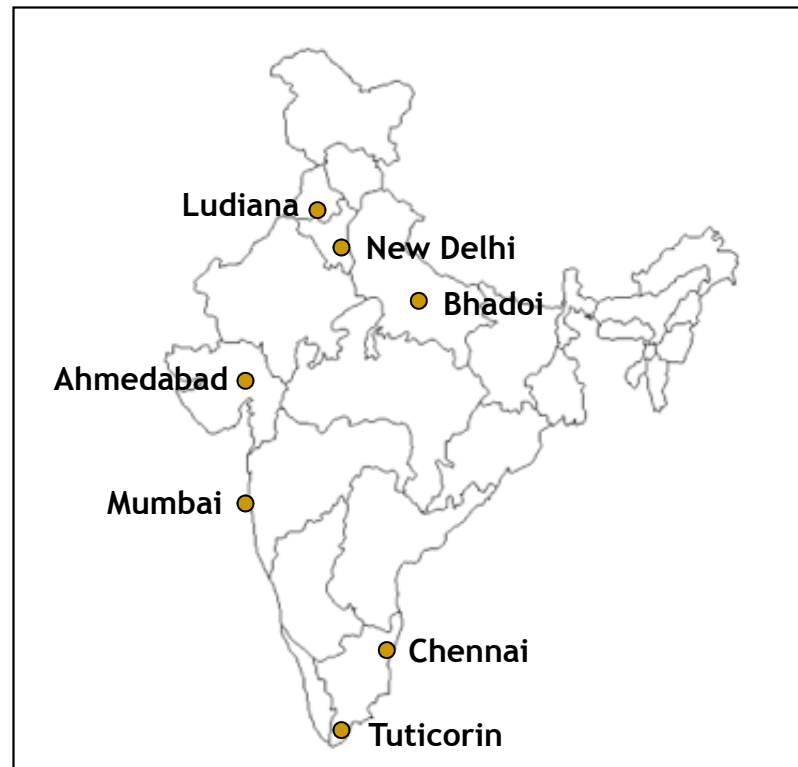 Ludiana
New Delhi
Bhadoi
Ahmedabad
Mumbai
Chennai
Tuticorin